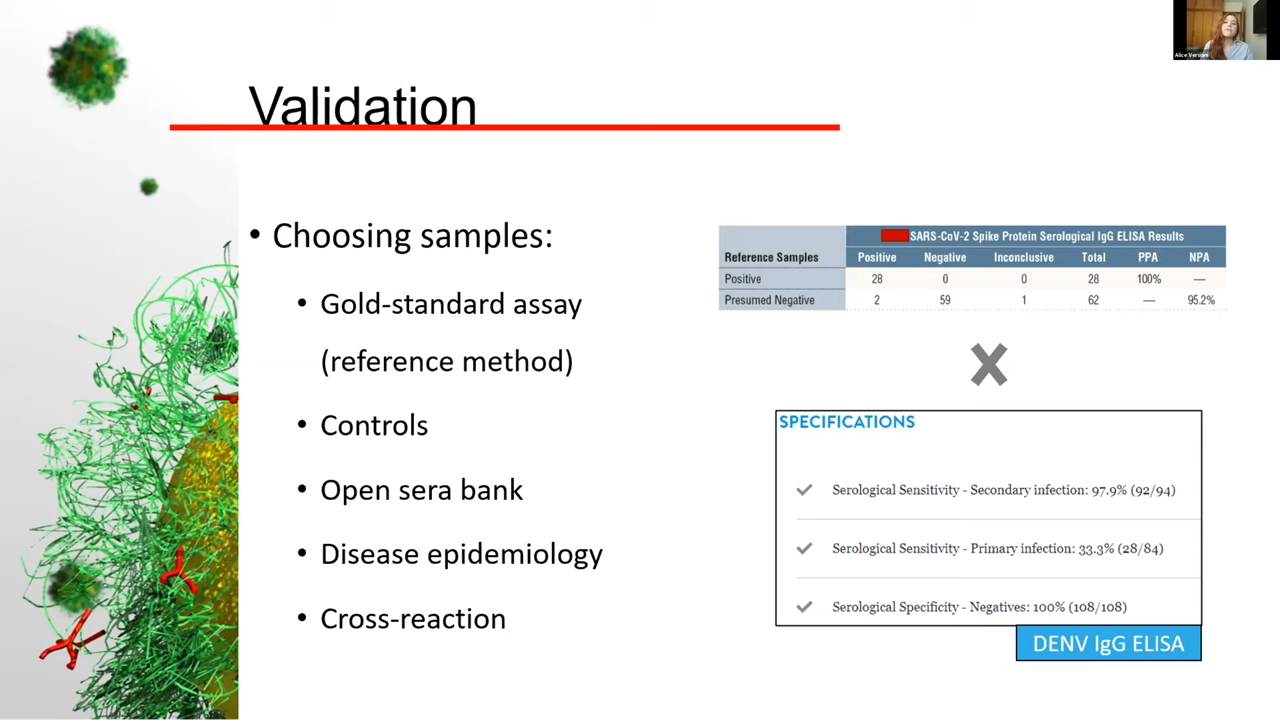 Alice Versiani
Validation
• Choosing samples:
• Gold-standard assay
(reference method)
• Controls
• Open sera bank
• Disease epidemiology
• Cross-reaction
SARS-CoV-2 Spike Protein Serological IgG ELISA Results
Reference Samples Positive Negative Inconclusive Total PPA NPA
Positive 28 0 0 28 100% —
Presumed Negative 2 59 1 62 — 95.2%
SPECIFICATIONS
Serological Sensitivity - Secondary infection: 97.9% (92/94)
Serological Sensitivity - Primary infection: 33.3% (28/84)
Serological Specificity - Negatives: 100% (108/108)
DENV IgG ELISA